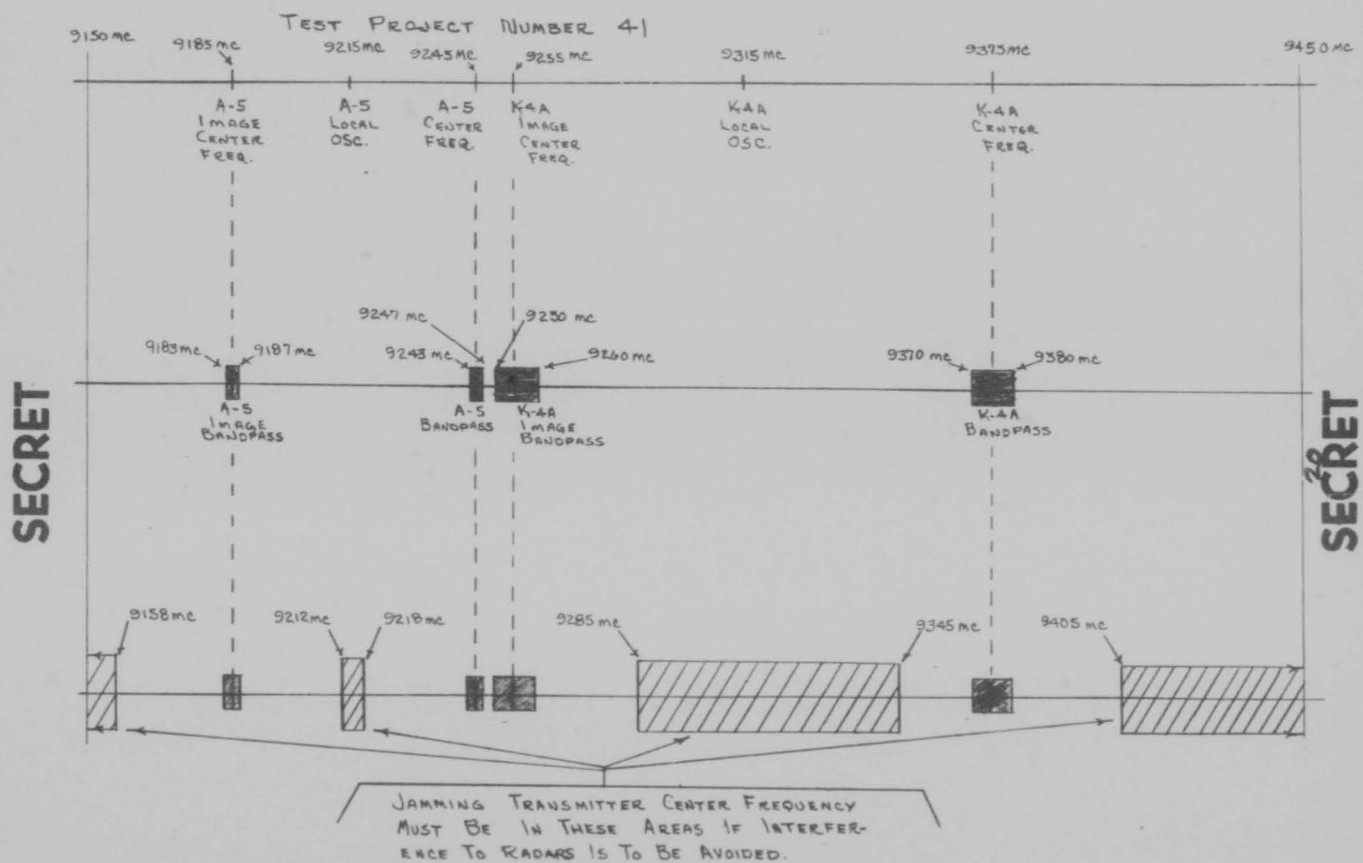 TEST PROJECT NUMBER 41
9150 MC
9185 MC
9215 MC
9245 MC
9255 MC
9315 MC
9375 MC
9450 MC
A-5
IMAGE
CENTER
FREQ.
A-5
LOCAL
OSC.
A-5
CENTER
FREQ
K-4A
IMAGE
CENTER
FREQ.
K4A
LOCAL
OSC.
K-4A
CENTER
FREQ.
9183 MC
9187 MC
9247 MC
9243 MC
9250 MC
9260 MC
9370 MC
9380 MC
A-5
IMAGE
BANDPASS
A-5
BANDPASS
K-4A
IMAGE
BANDPASS
K-4A
BANDPASS
SECRET
20
SECRET
9158 MC
9212 MC
9218 MC
9285 MC
9345 MC
9405 MC
JAMMING TRANSMITTER CENTER FREQUENCY
MUST BE IN THESE AREAS IF INTERFER-
ENCE TO RADARS IS TO BE AVOIDED.